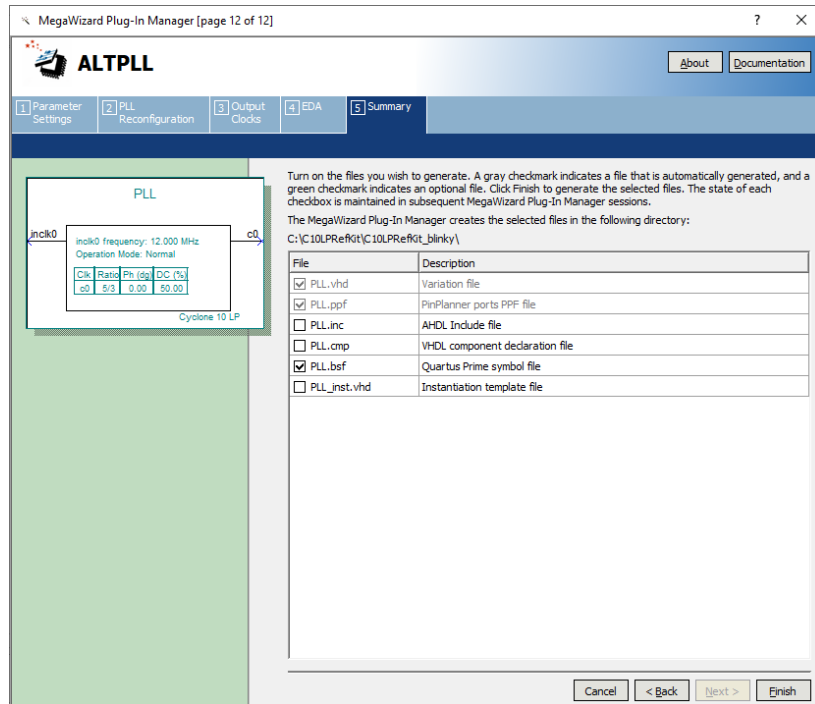 MegaWizard Plug-In Manager [page 12 of 12]
? ×
ALTPLL
About Documentation
1 Parameter Settings
2 PLL Reconfiguration
3 Output Clocks
4 EDA
5 Summary
PLL
inclk0
c0
inclk0 frequency: 12.000 MHz
Operation Mode: Normal
Clk Ratio Ph (dg) DC (%)
c0 5/3 0.00 50.00
Cyclone 10 LP
Turn on the files you wish to generate. A gray checkmark indicates a file that is automatically generated, and a
green checkmark indicates an optional file. Click Finish to generate the selected files. The state of each
checkbox is maintained in subsequent MegaWizard Plug-In Manager sessions.
The MegaWizard Plug-In Manager creates the selected files in the following directory:
C:\C10LPRefKit\C10LPRefKit_blinky\
File Description
PLL.vhd Variation file
PLL.ppf PinPlanner ports PPF file
PLL.inc AHDL Include file
PLL.cmp VHDL component declaration file
PLL.bsf Quartus Prime symbol file
PLL_inst.vhd Instantiation template file
Cancel < Back Next > Finish